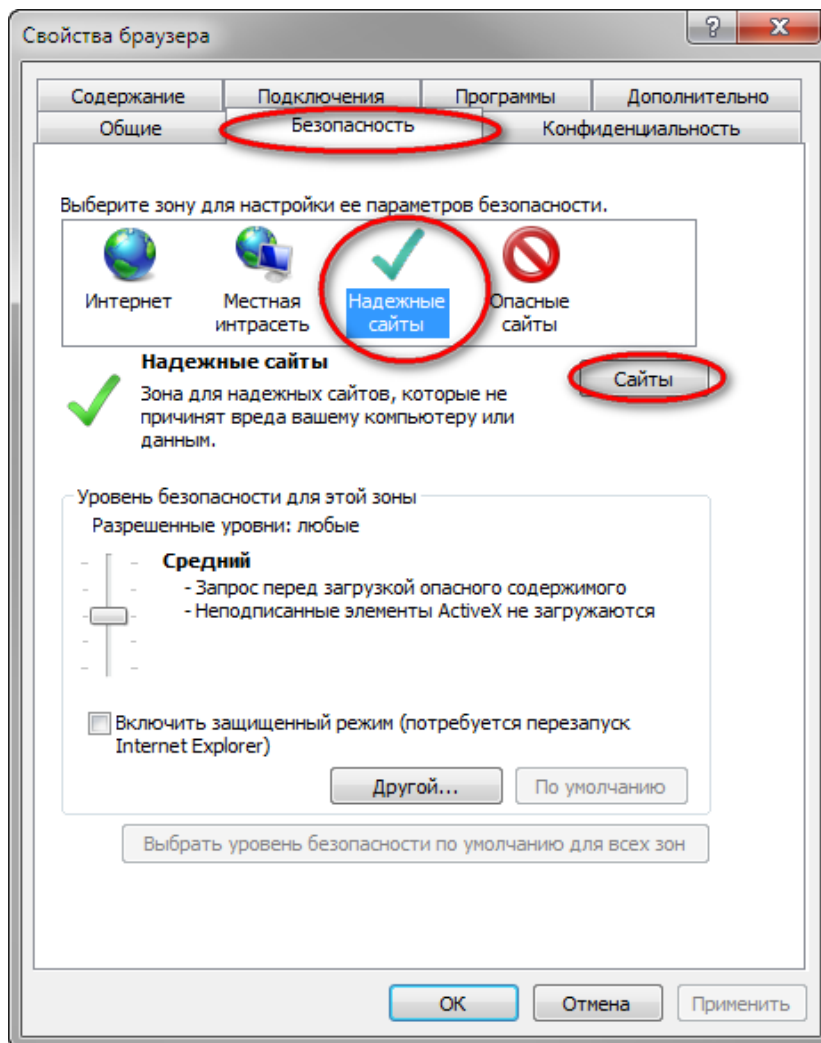 Свойства браузера
Содержание Подключения Программы Дополнительно
Общие Безопасность Конфиденциальность
Выберите зону для настройки ее параметров безопасности.
Интернет Местная интрасеть Надежные сайты Опасные сайты
Надежные сайты
Сайты
Зона для надежных сайтов, которые не
причинят вреда вашему компьютеру или
данным.
Уровень безопасности для этой зоны
Разрешенные уровни: любые
Средний
- Запрос перед загрузкой опасного содержимого
- Неподписанные элементы ActiveX не загружаются
Включить защищенный режим (потребуется перезапуск
Internet Explorer)
Другой... По умолчанию
Выбрать уровень безопасности по умолчанию для всех зон
ОК Отмена Применить